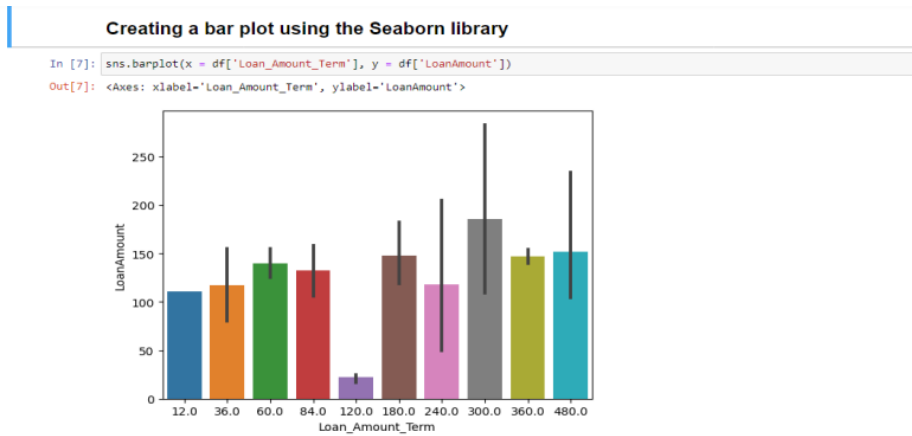 Creating a bar plot using the Seaborn library
In [7]: sns.barplot(x = df['Loan_Amount_Term'], y = df['LoanAmount'])
Out[7]: <Axes: xlabel='Loan_Amount_Term', ylabel='LoanAmount'>
250
200
150
100
50
0
LoanAmount
12.0 36.0 60.0 84.0 120.0 180.0 240.0 300.0 360.0 480.0
Loan_Amount_Term